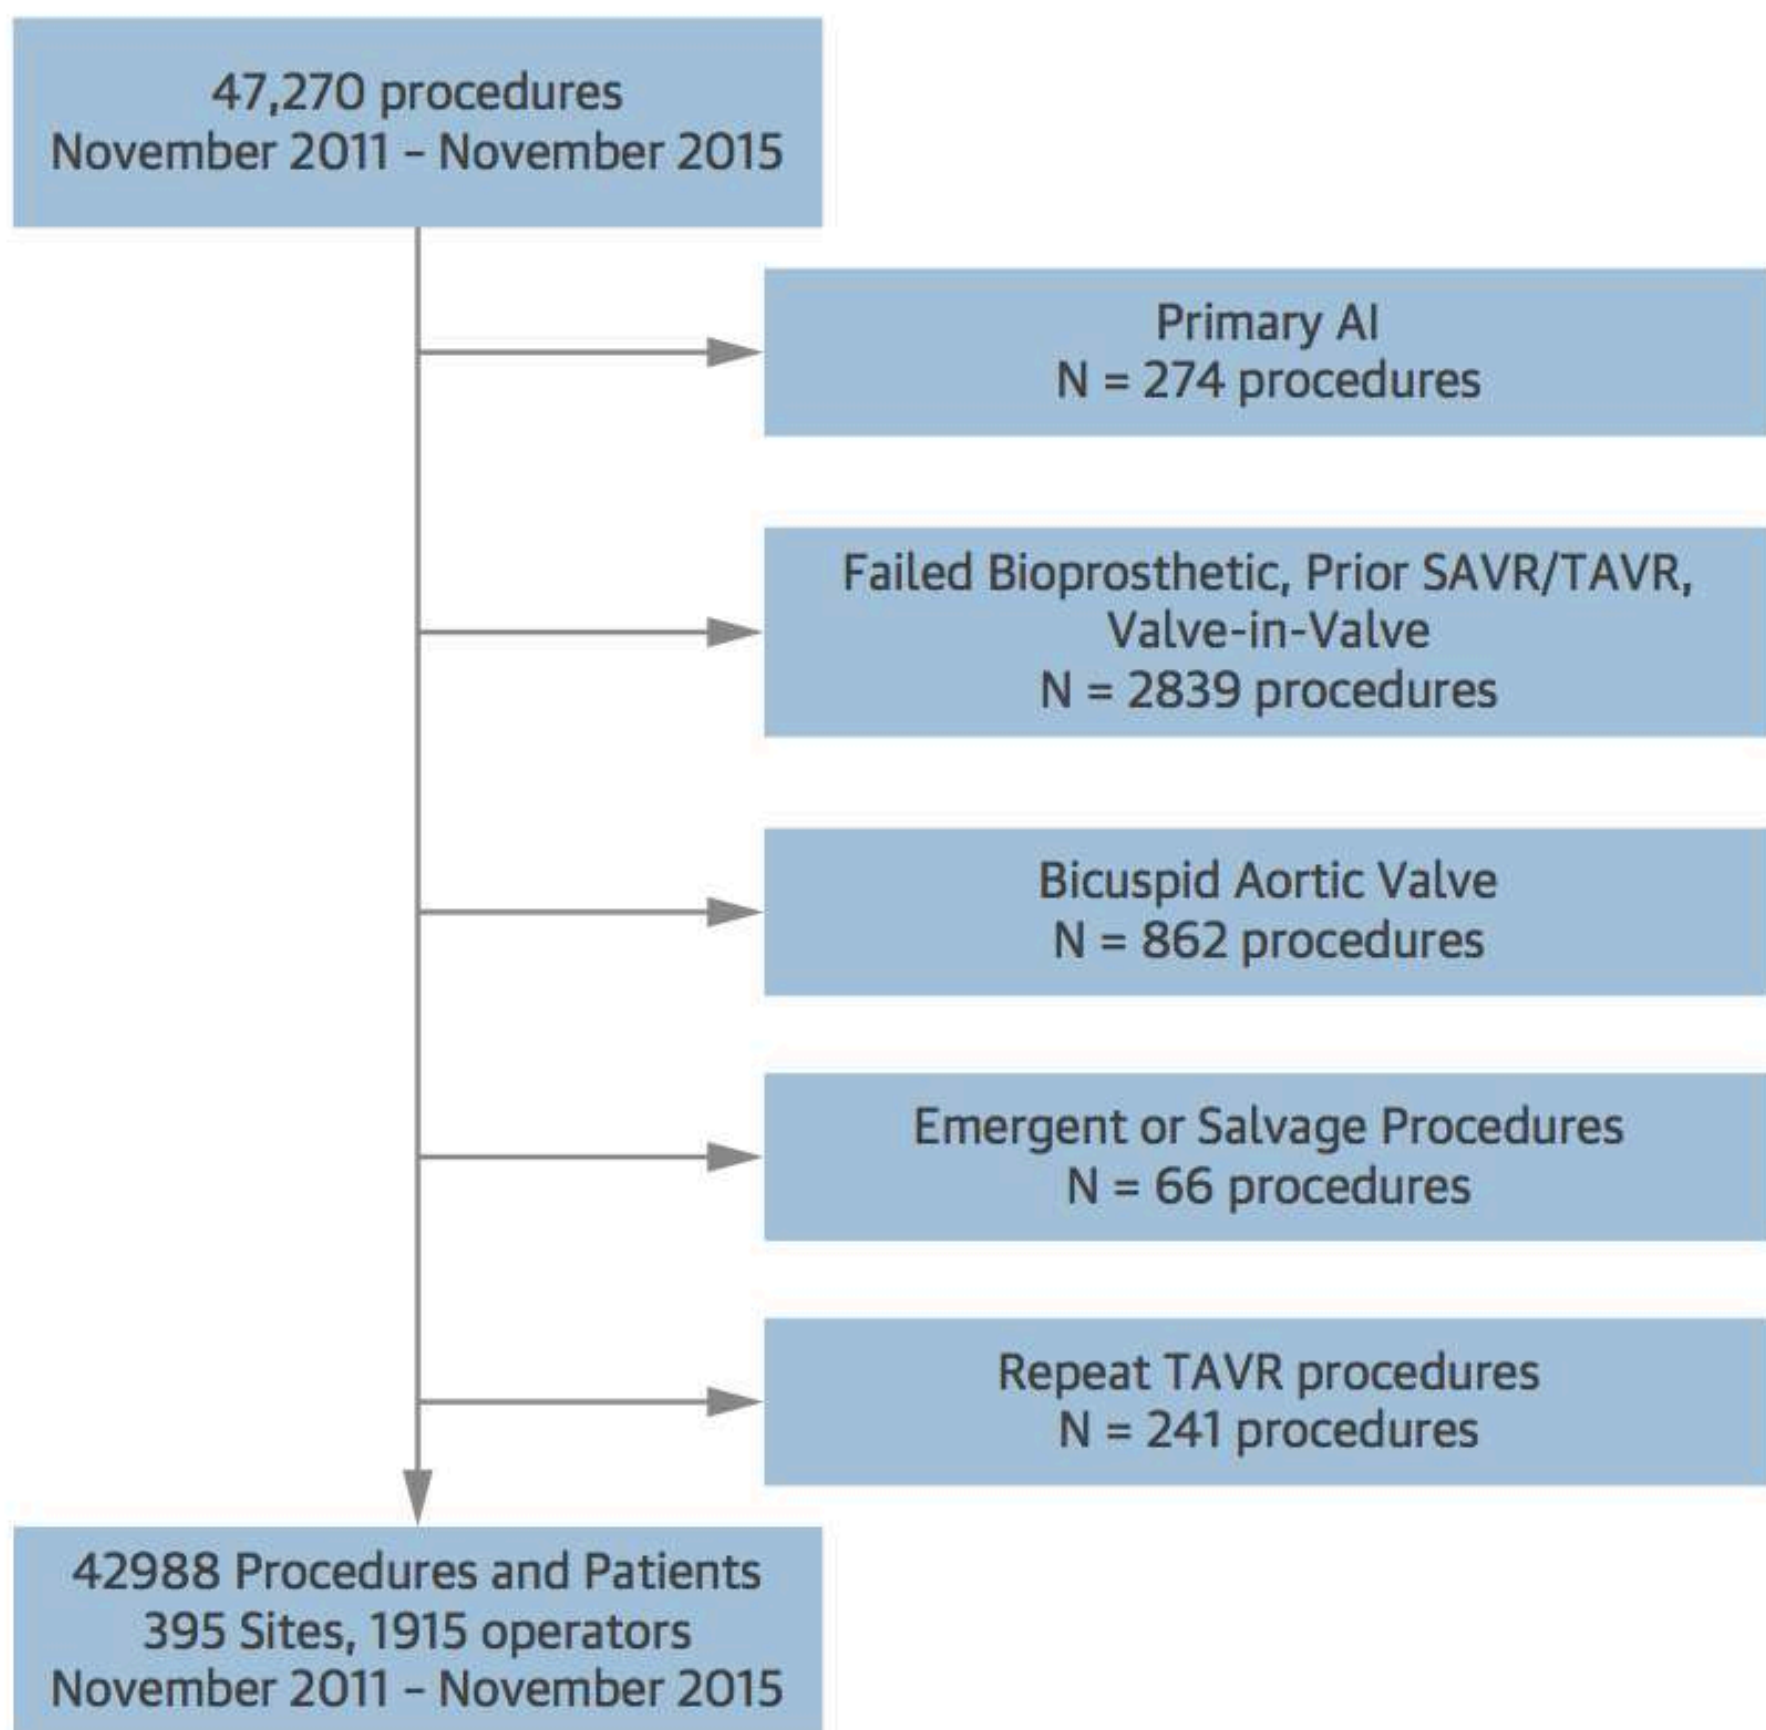 47,270 procedures
November 2011 – November 2015
Primary AI
N = 274 procedures
Failed Bioprosthetic, Prior SAVR/TAVR,
Valve-in-Valve
N = 2839 procedures
Bicuspid Aortic Valve
N = 862 procedures
Emergent or Salvage Procedures
N = 66 procedures
Repeat TAVR procedures
N = 241 procedures
42988 Procedures and Patients
395 Sites, 1915 operators
November 2011 – November 2015